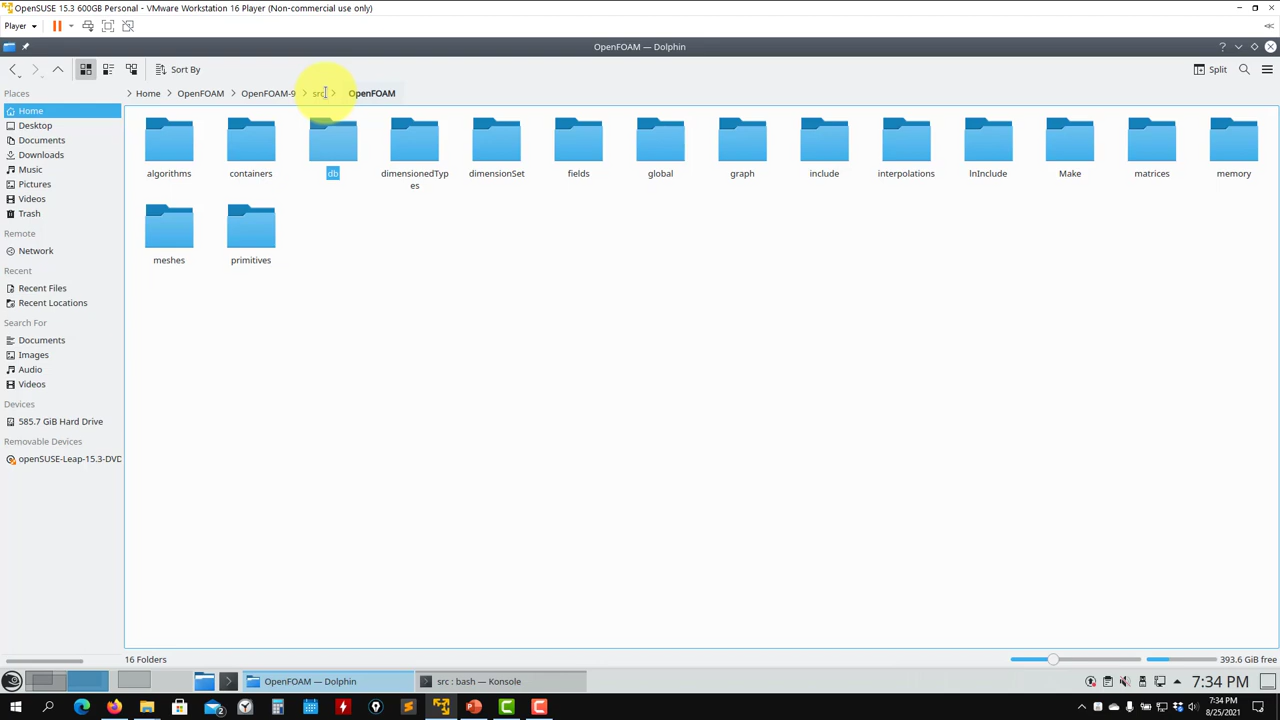 OpenSUSE 15.3 600GB Personal - VMware Workstation 16 Player (Non-commercial use only)
Player
OpenFOAM — Dolphin
Sort By
Split
Places
Home
Desktop
Documents
Downloads
Music
Pictures
Videos
Trash
Remote
Network
Recent
Recent Files
Recent Locations
Search For
Documents
Images
Audio
Videos
Devices
585.7 GiB Hard Drive
Removable Devices
openSUSE-Leap-15.3-DVD
Home OpenFOAM OpenFOAM-9 src OpenFOAM
algorithms containers db dimensionedTyp
es dimensionSet fields global graph include interpolations lnInclude Make matrices memory
meshes primitives
16 Folders
393.6 GiB free
OpenFOAM — Dolphin
src : bash — Konsole
7:34 PM
7:34 PM
8/25/2021